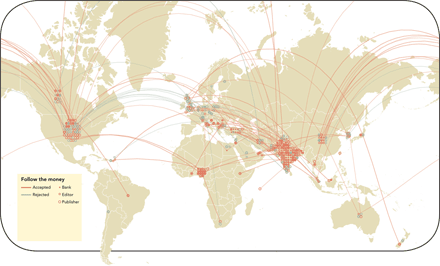 Follow the money
Accepted
Bank
Rejected
Editor
Publisher